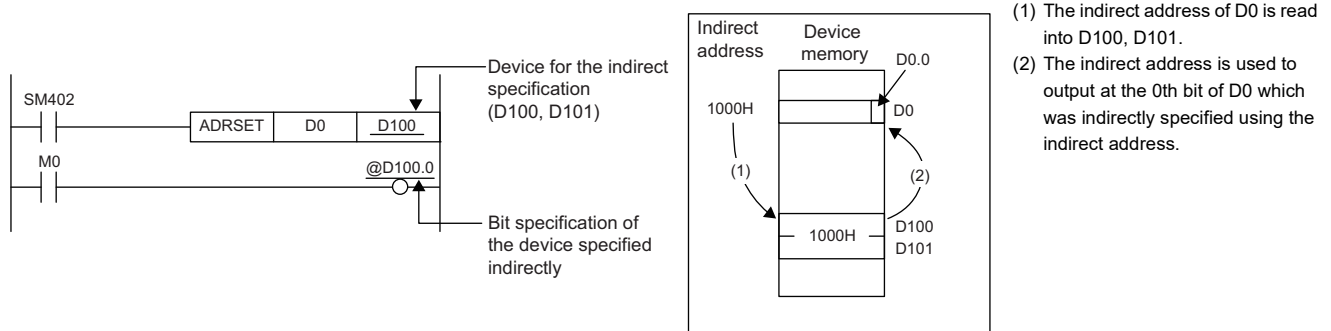 SM402
ADRSET D0 D100
Device for the indirect
specification
(D100, D101)
M0
@D100.0
Bit specification of
the device specified
indirectly
Indirect
address
Device
memory
D0.0
1000H
D0
(1)
(2)
1000H
D100
D101
(1) The indirect address of D0 is read
into D100, D101.
(2) The indirect address is used to
output at the 0th bit of D0 which
was indirectly specified using the
indirect address.